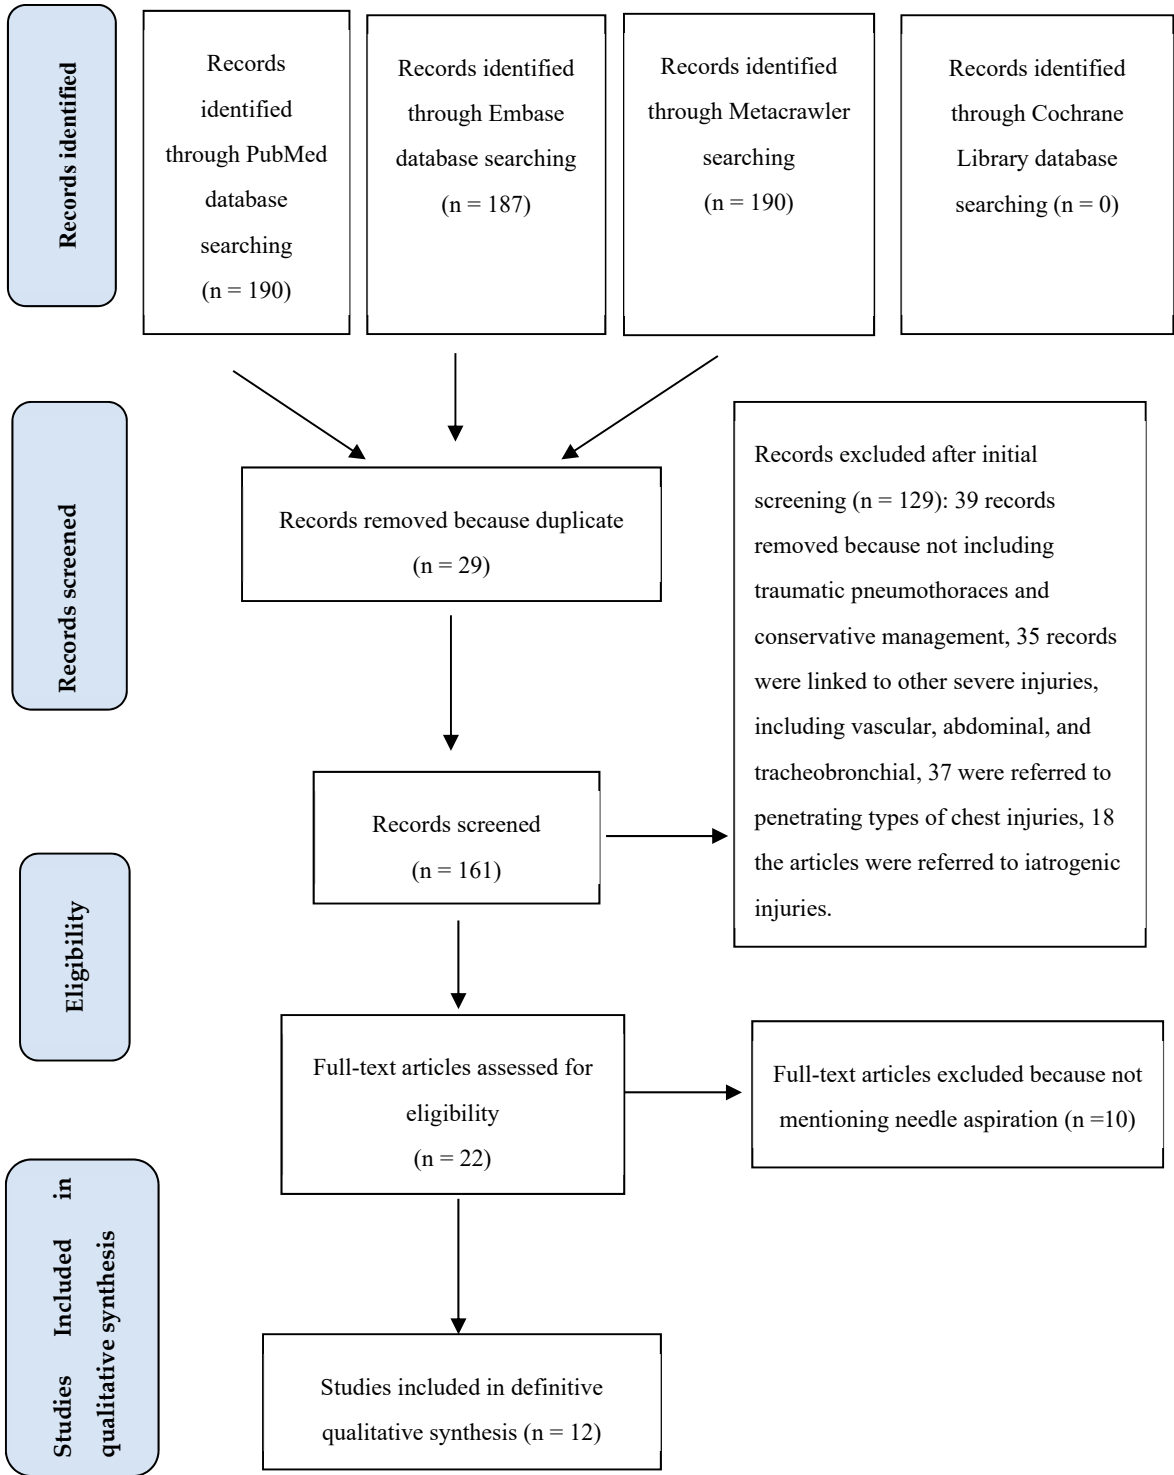 Records identified
Records
identified
through PubMed
database
searching
(n = 190)
Records identified
through Embase
database searching
(n = 187)
Records identified
through Metacrawler
searching
(n = 190)
Records identified
through Cochrane
Library database
searching (n = 0)
Records screened
Records removed because duplicate
(n = 29)
Records screened
(n = 161)
Records excluded after initial
screening (n = 129): 39 records
removed because not including
traumatic pneumothoraces and
conservative management, 35 records
were linked to other severe injuries,
including vascular, abdominal, and
tracheobronchial, 37 were referred to
penetrating types of chest injuries, 18
the articles were referred to iatrogenic
injuries.
Eligibility
Full-text articles assessed for
eligibility
(n = 22)
Full-text articles excluded because not
mentioning needle aspiration (n =10)
Studies Included in
qualitative synthesis
Studies included in definitive
qualitative synthesis (n = 12)